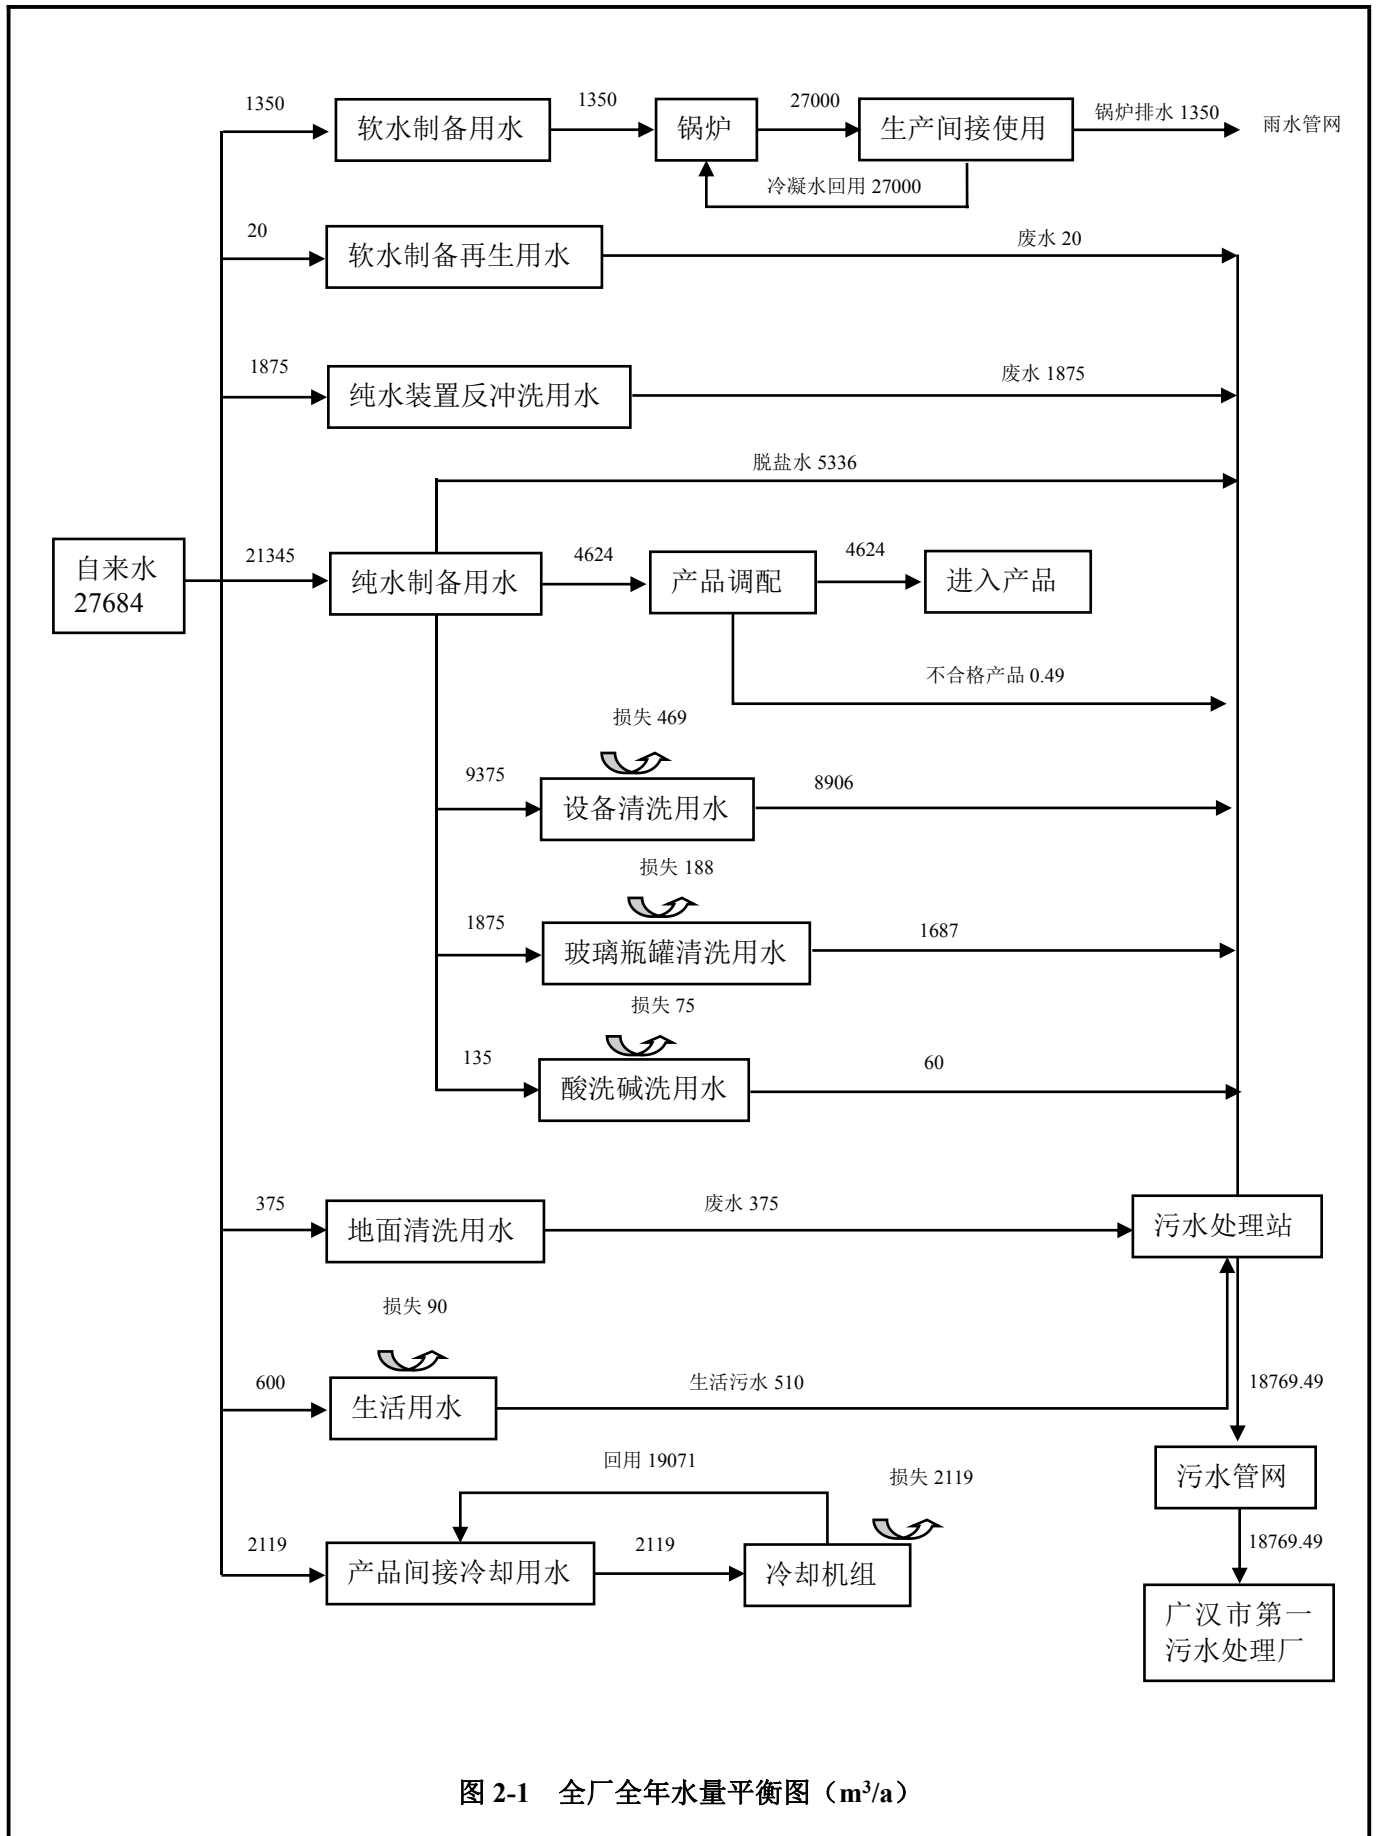 1350
软水制备用水
1350
锅炉
27000
生产间接使用
锅炉排水 1350
雨水管网
冷凝水回用 27000
20
软水制备再生用水
废水 20
1875
纯水装置反冲洗用水
废水 1875
脱盐水 5336
自来水
27684
21345
纯水制备用水
4624
产品调配
4624
进入产品
不合格产品 0.49
损失 469
9375
设备清洗用水
8906
损失 188
1875
玻璃瓶罐清洗用水
1687
损失 75
135
酸洗碱洗用水
60
375
地面清洗用水
废水 375
污水处理站
损失 90
600
生活用水
生活污水 510
18769.49
回用 19071
损失 2119
污水管网
2119
产品间接冷却用水
2119
冷却机组
18769.49
广汉市第一
污水处理厂
图 2-1 全厂全年水量平衡图（m³/a）